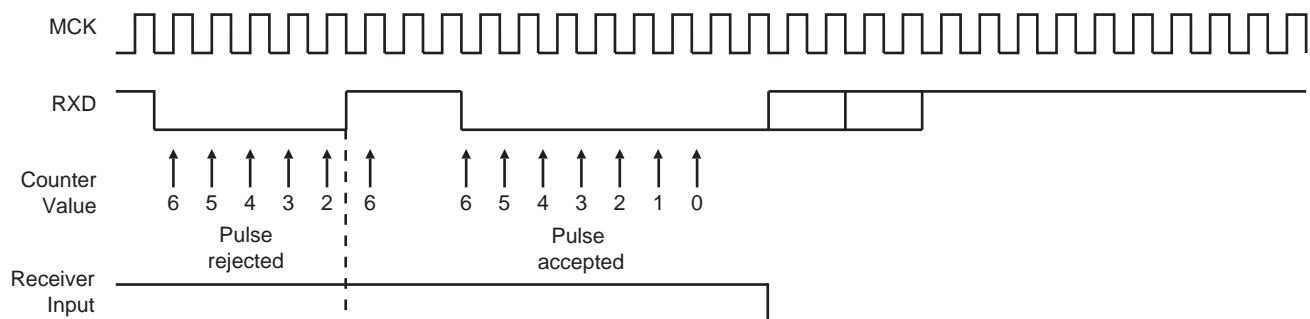 MCK
RXD
Counter
Value
6 5 4 3 2 6 6 5 4 3 2 1 0
Pulse
rejected
Pulse
accepted
Receiver
Input